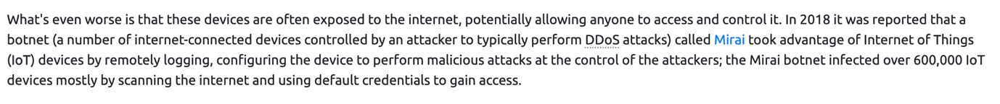 What's even worse is that these devices are often exposed to the internet, potentially allowing anyone to access and control it. In 2018 it was reported that a
botnet (a number of internet-connected devices controlled by an attacker to typically perform DDoS attacks) called Mirai took advantage of Internet of Things
(IoT) devices by remotely logging, configuring the device to perform malicious attacks at the control of the attackers; the Mirai botnet infected over 600,000 IoT
devices mostly by scanning the internet and using default credentials to gain access.